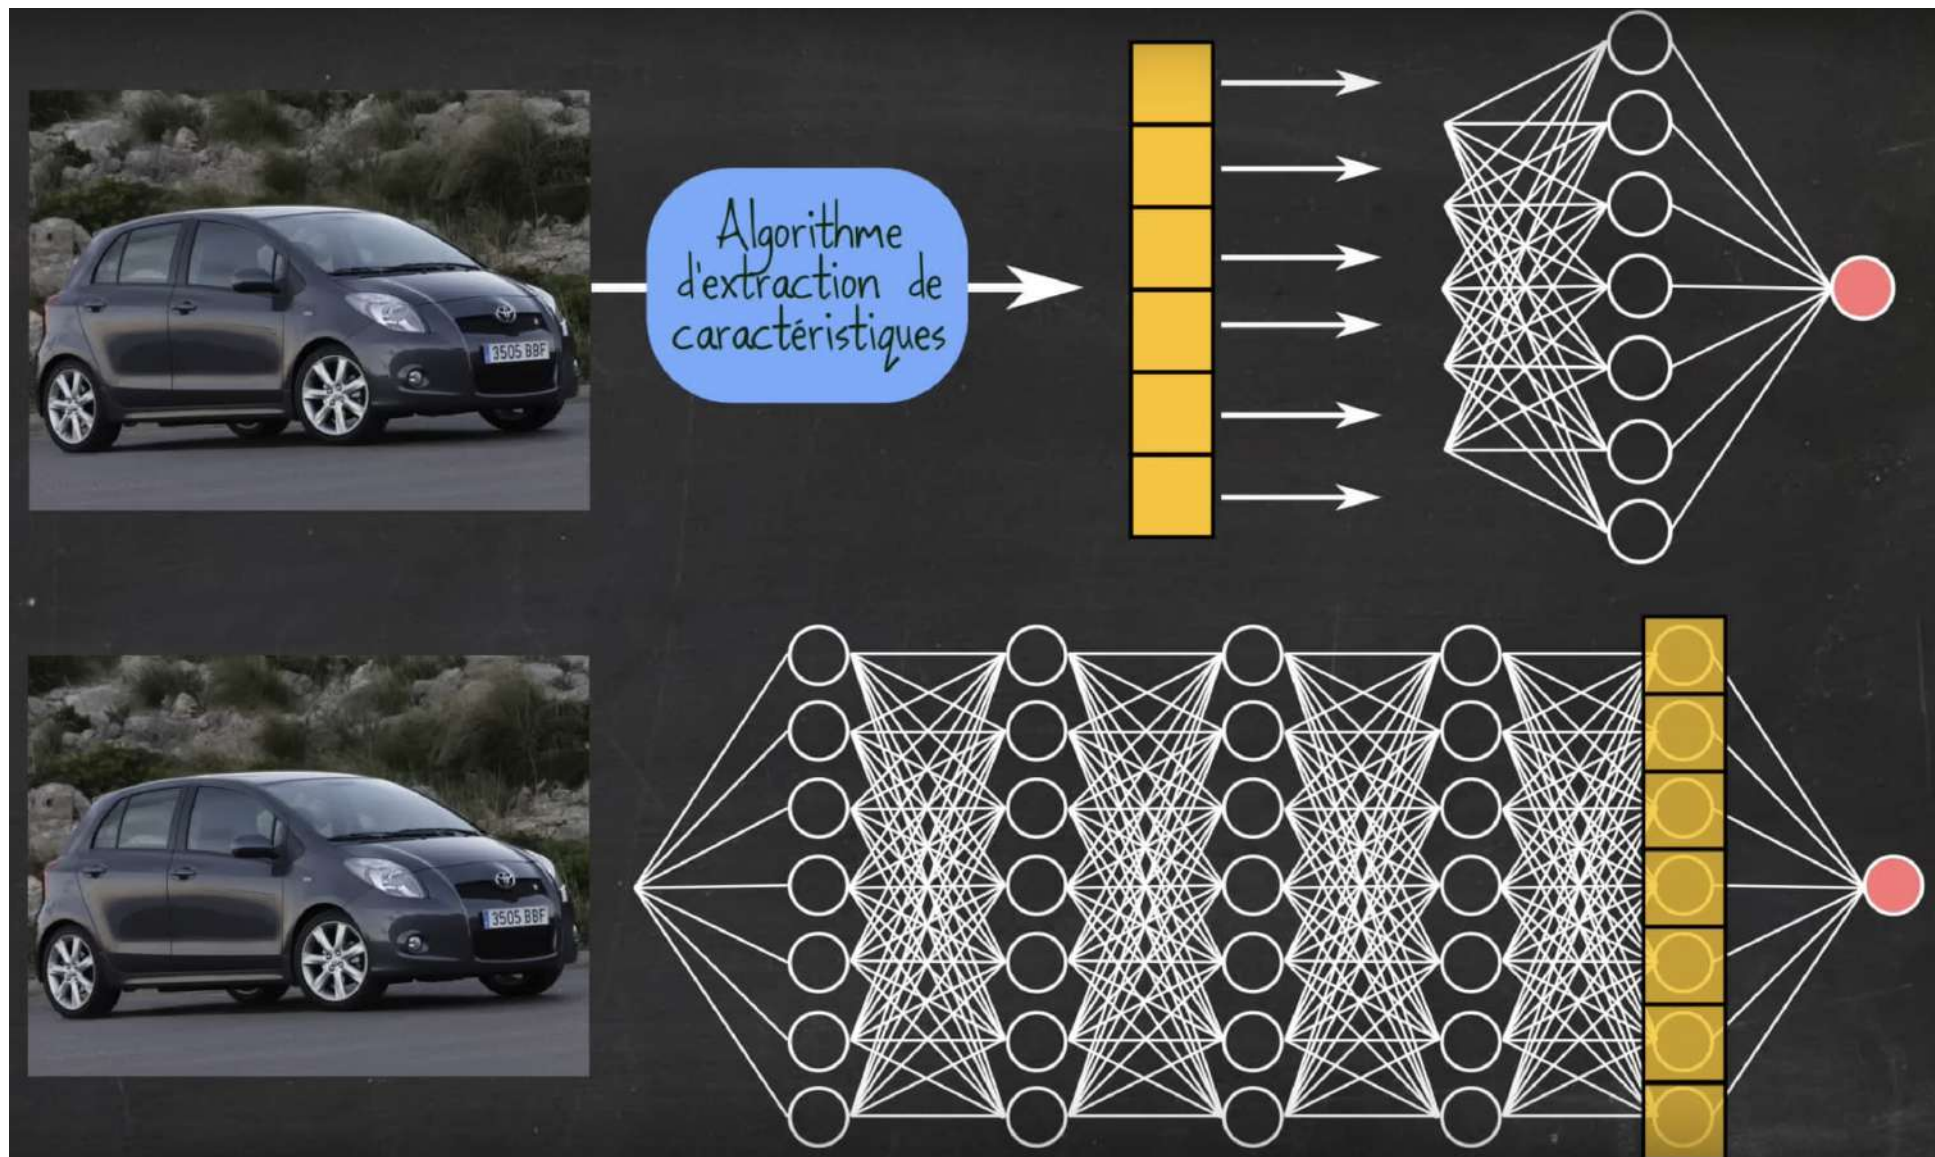 Algorithme
d'extraction de
caractéristiques
3505 BBF
3505 BBF